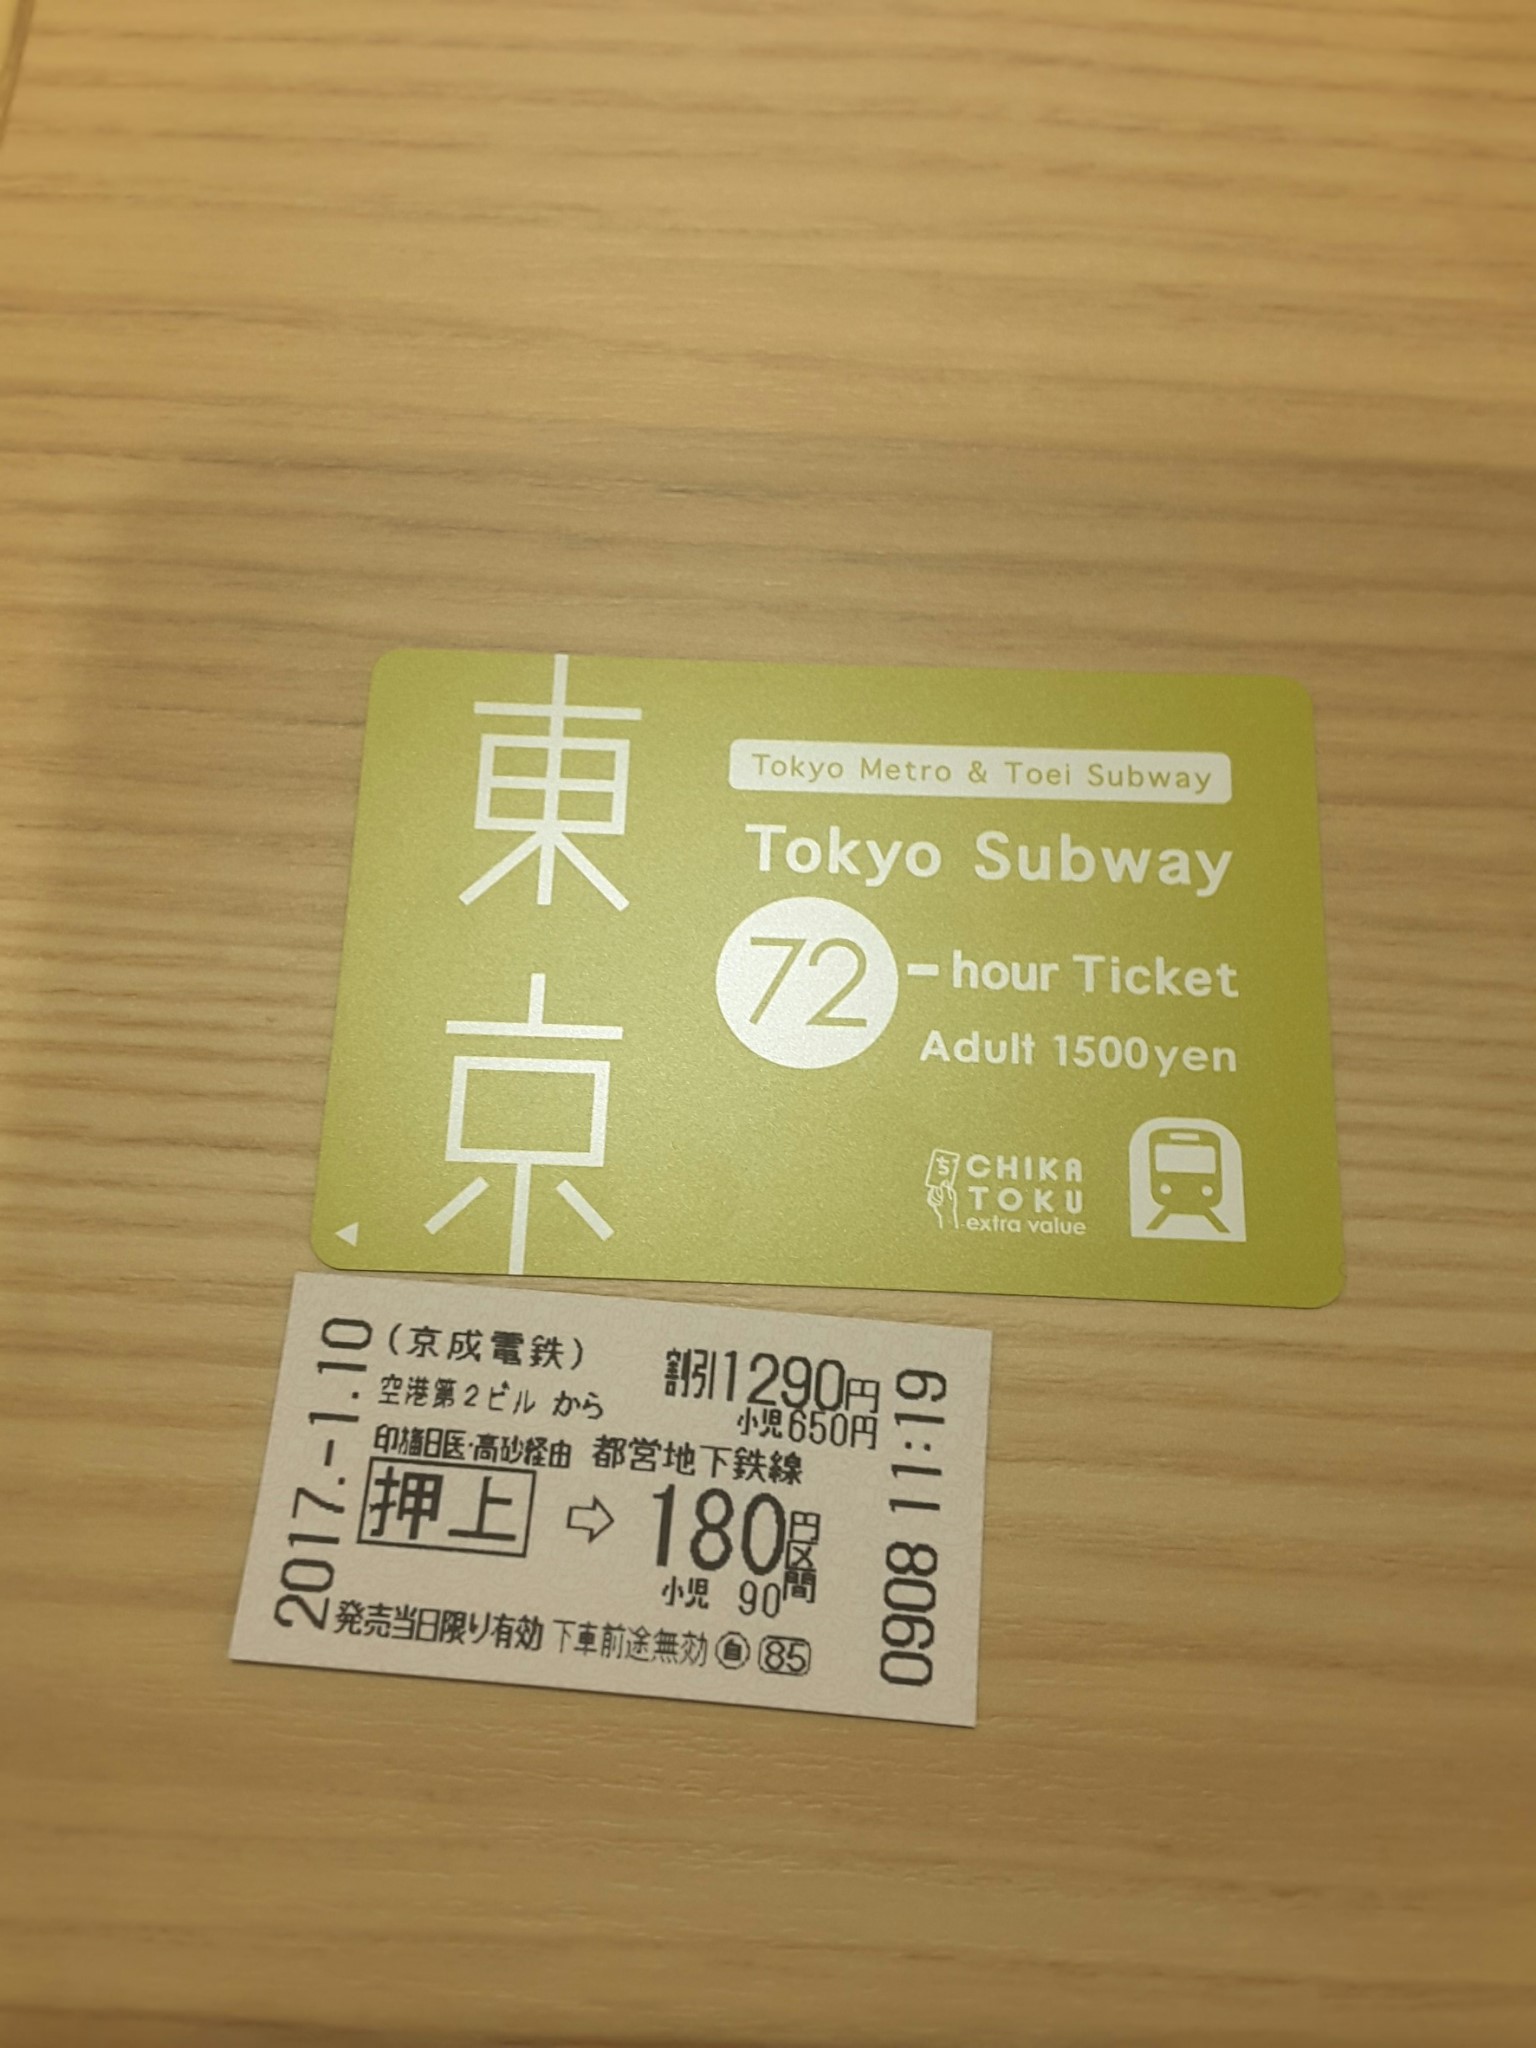 東京
Tokyo Metro & Toei Subway
Tokyo Subway
72-hour Ticket
Adult 1500yen
ち CHIKA
TOKU
extra value
2017.-1.10
(京成電鉄)
割引1290円
空港第2ビル から
小児650円
印旛日医・高砂経由 都営地下鉄線
押上 ⇨ 180円区間
小児 90
発売当日限り有効 下車前途無効 自 85
0908 11:19